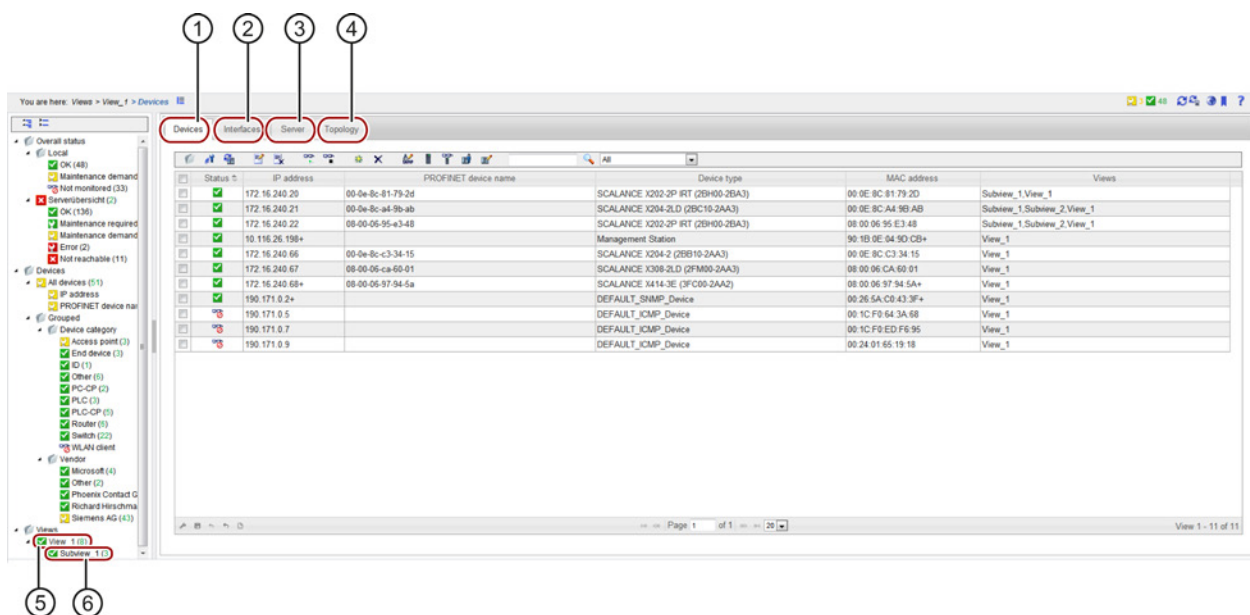 1 2 3 4
You are here: Views > View_1 > Devices
48
?
Devices Interfaces Server Topology
Overall status
Local
OK (48)
Maintenance demand
Not monitored (33)
Serverübersicht (2)
OK (136)
Maintenance required
Maintenance demand
Error (2)
Not reachable (11)
Devices
All devices (51)
IP address
PROFINET device nar
Grouped
Device category
Access point (3)
End device (3)
ID (1)
Other (6)
PC-CP (2)
PLC (3)
PLC-CP (5)
Router (6)
Switch (22)
WLAN client
Vendor
Microsoft (4)
Other (2)
Phoenix Contact G
Richard Hirschma
Siemens AG (43)
Views
View_1 (8)
Subview_1 (3
All
Status IP address PROFINET device name Device type MAC address Views
172.16.240.20 00-0e-8c-81-79-2d SCALANCE X202-2P IRT (2BH00-2BA3) 00:0E:8C:81:79:2D Subview_1,View_1
172.16.240.21 00-0e-8c-a4-9b-ab SCALANCE X204-2LD (2BC10-2AA3) 00:0E:8C:A4:9B:AB Subview_1,Subview_2,View_1
172.16.240.22 08-00-06-95-e3-48 SCALANCE X202-2P IRT (2BH00-2BA3) 08:00:06:95:E3:48 Subview_1,Subview_2,View_1
10.116.26.198+ Management Station 90:1B:0E:04:9D:CB+ View_1
172.16.240.66 00-0e-8c-c3-34-15 SCALANCE X204-2 (2BB10-2AA3) 00:0E:8C:C3:34:15 View_1
172.16.240.67 08-00-06-ca-60-01 SCALANCE X308-2LD (2FM00-2AA3) 08:00:06:CA:60:01 View_1
172.16.240.68+ 08-00-06-97-94-5a SCALANCE X414-3E (3FC00-2AA2) 08:00:06:97:94:5A+ View_1
190.171.0.2+ DEFAULT_SNMP_Device 00:26:5A:C0:43:3F+ View_1
190.171.0.5 DEFAULT_ICMP_Device 00:1C:F0:64:3A:68 View_1
190.171.0.7 DEFAULT_ICMP_Device 00:1C:F0:ED:F6:95 View_1
190.171.0.9 DEFAULT_ICMP_Device 00:24:01:65:19:18 View_1
Page 1 of 1 20
View 1 - 11 of 11
5 6